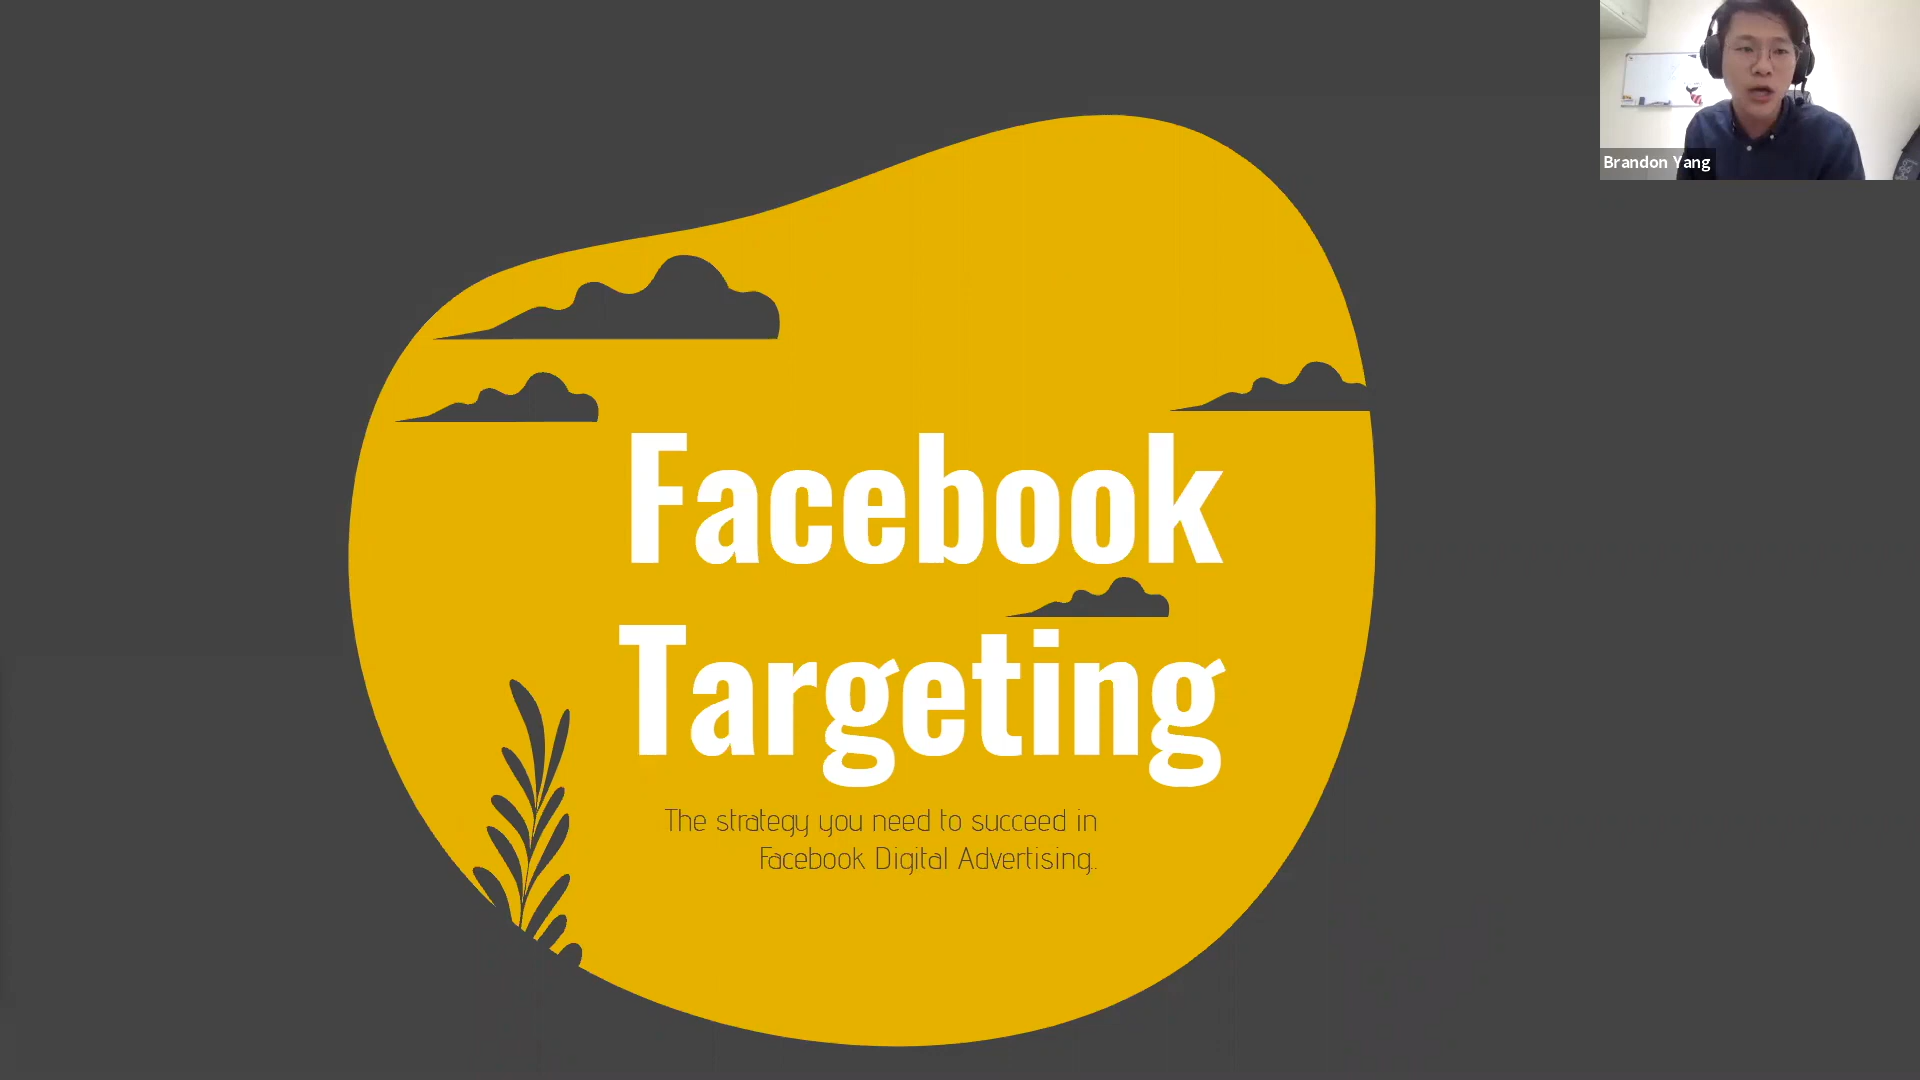 Brandon Yang
Facebook
Targeting
The strategy you need to succeed in
Facebook Digital Advertising..